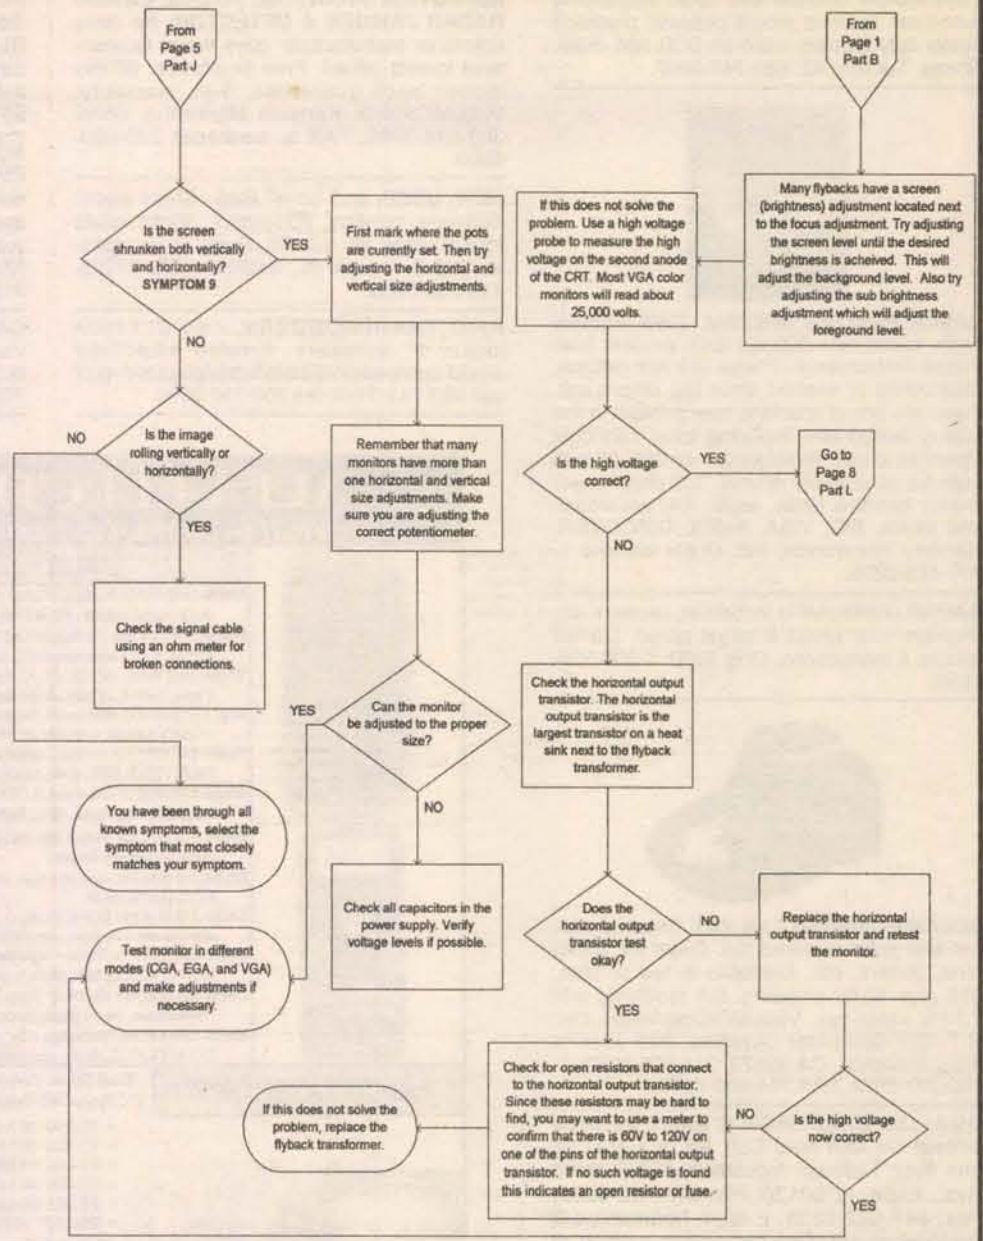 From
Page 5
Part J
From
Page 1
Part B
Is the screen
shrunken both vertically
and horizontally?
SYMPTOM 9
YES
First mark where the pots
are currently set. Then try
adjusting the horizontal and
vertical size adjustments.
If this does not solve the
problem. Use a high voltage
probe to measure the high
voltage on the second anode
of the CRT. Most VGA color
monitors will read about
25,000 volts.
Many flybacks have a screen
(brightness) adjustment located next
to the focus adjustment. Try adjusting
the screen level until the desired
brightness is acheived. This will
adjust the background level. Also try
adjusting the sub brightness
adjustment which will adjust the
foreground level.
NO
NO
Is the image
rolling vertically or
horizontally?
YES
Remember that many
monitors have more than
one horizontal and vertical
size adjustments. Make
sure you are adjusting the
correct potentiometer.
Is the high voltage
correct?
YES
Go to
Page 8
Part L
NO
Check the signal cable
using an ohm meter for
broken connections.
YES
Can the monitor
be adjusted to the proper
size?
NO
Check the horizontal output
transistor. The horizontal
output transistor is the
largest transistor on a heat
sink next to the flyback
transformer.
You have been through all
known symptoms, select the
symptom that most closely
matches your symptom.
Check all capacitors in the
power supply. Verify
voltage levels if possible.
Does the
horizontal output
transistor test
okay?
NO
Replace the horizontal
output transistor and retest
the monitor.
YES
Test monitor in different
modes (CGA, EGA, and VGA)
and make adjustments if
necessary.
If this does not solve the
problem, replace the
flyback transformer.
Check for open resistors that connect
to the horizontal output transistor.
Since these resistors may be hard to
find, you may want to use a meter to
confirm that there is 60V to 120V on
one of the pins of the horizontal output
transistor. If no such voltage is found
this indicates an open resistor or fuse.
NO
Is the high voltage
now correct?
YES